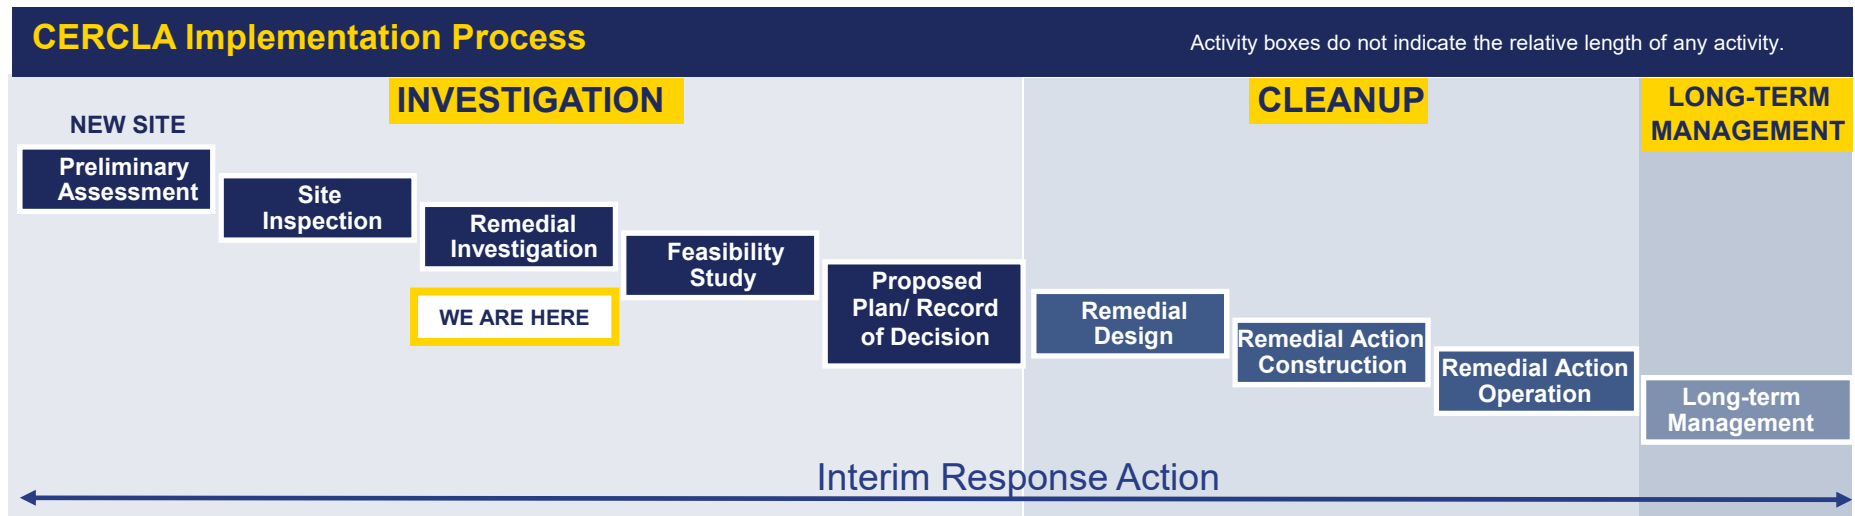 CERCLA Implementation Process
Activity boxes do not indicate the relative length of any activity.
INVESTIGATION
CLEANUP
LONG-TERM
MANAGEMENT
NEW SITE
Preliminary
Assessment
Site
Inspection
Remedial
Investigation
WE ARE HERE
Feasibility
Study
Proposed
Plan/ Record
of Decision
Remedial
Design
Remedial Action
Construction
Remedial Action
Operation
Long-term
Management
Interim Response Action